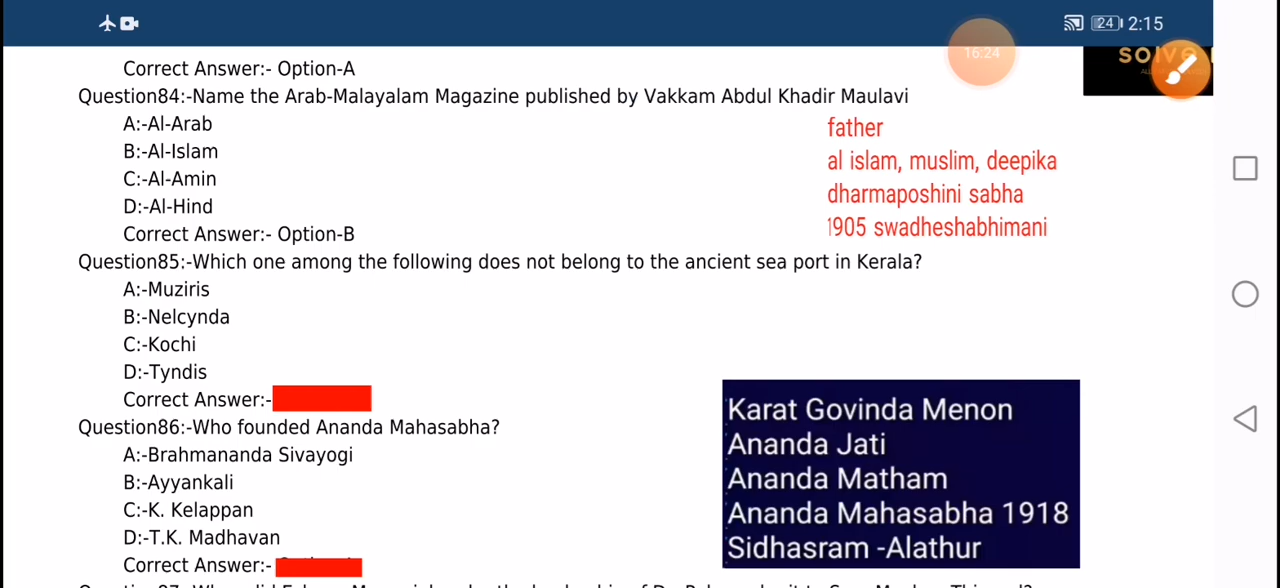 24 2:15
16:24
SOLVE
Correct Answer:- Option-A
Question84:-Name the Arab-Malayalam Magazine published by Vakkam Abdul Khadir Maulavi
A:-Al-Arab
B:-Al-Islam
C:-Al-Amin
D:-Al-Hind
Correct Answer:- Option-B
father
al islam, muslim, deepika
dharmaposhini sabha
1905 swadheshabhimani
Question85:-Which one among the following does not belong to the ancient sea port in Kerala?
A:-Muziris
B:-Nelcynda
C:-Kochi
D:-Tyndis
Correct Answer:-
Question86:-Who founded Ananda Mahasabha?
A:-Brahmananda Sivayogi
B:-Ayyankali
C:-K. Kelappan
D:-T.K. Madhavan
Correct Answer:-
Karat Govinda Menon
Ananda Jati
Ananda Matham
Ananda Mahasabha 1918
Sidhasram -Alathur